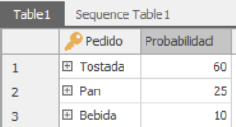 Table1 Sequence Table1
Pedido Probabilidad
1 Tostada 60
2 Pan 25
3 Bebida 10